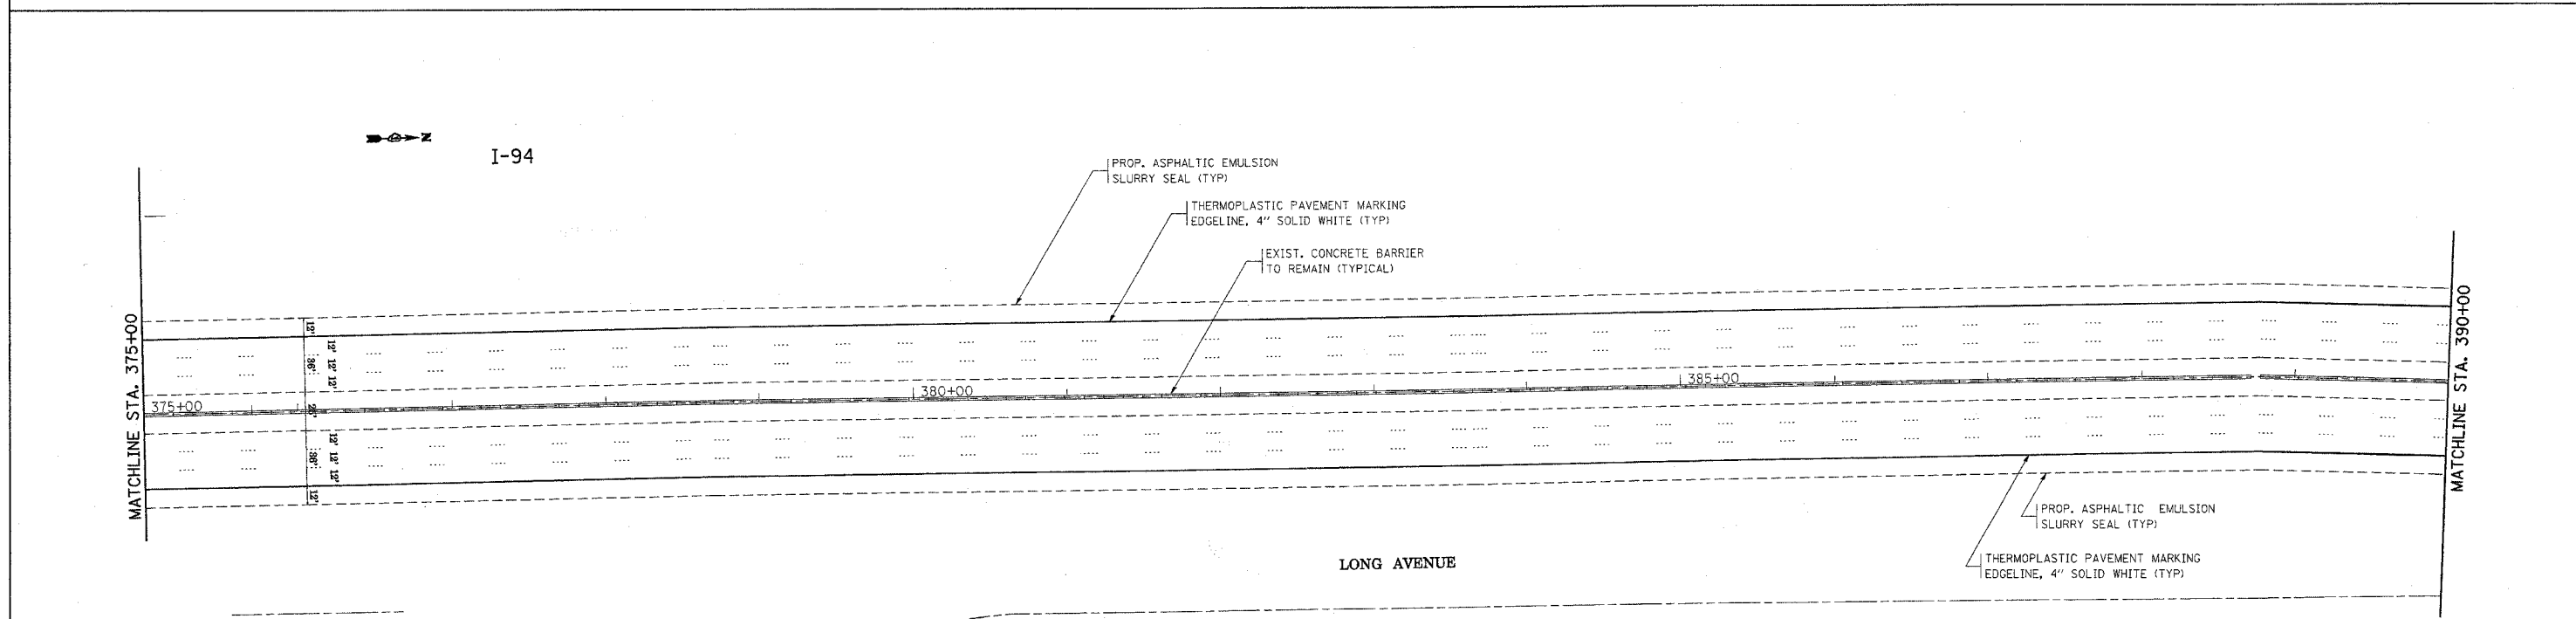 N
I-94
PROP. ASPHALTIC EMULSION
SLURRY SEAL (TYP)
THERMOPLASTIC PAVEMENT MARKING
EDGELINE, 4" SOLID WHITE (TYP)
EXIST. CONCRETE BARRIER
TO REMAIN (TYPICAL)
MATCHLINE STA. 375+00
12'
12' 12' 12'
36'
375+00
380+00
385+00
12' 12' 12'
36'
12'
MATCHLINE STA. 390+00
PROP. ASPHALTIC EMULSION
SLURRY SEAL (TYP)
THERMOPLASTIC PAVEMENT MARKING
EDGELINE, 4" SOLID WHITE (TYP)
LONG AVENUE